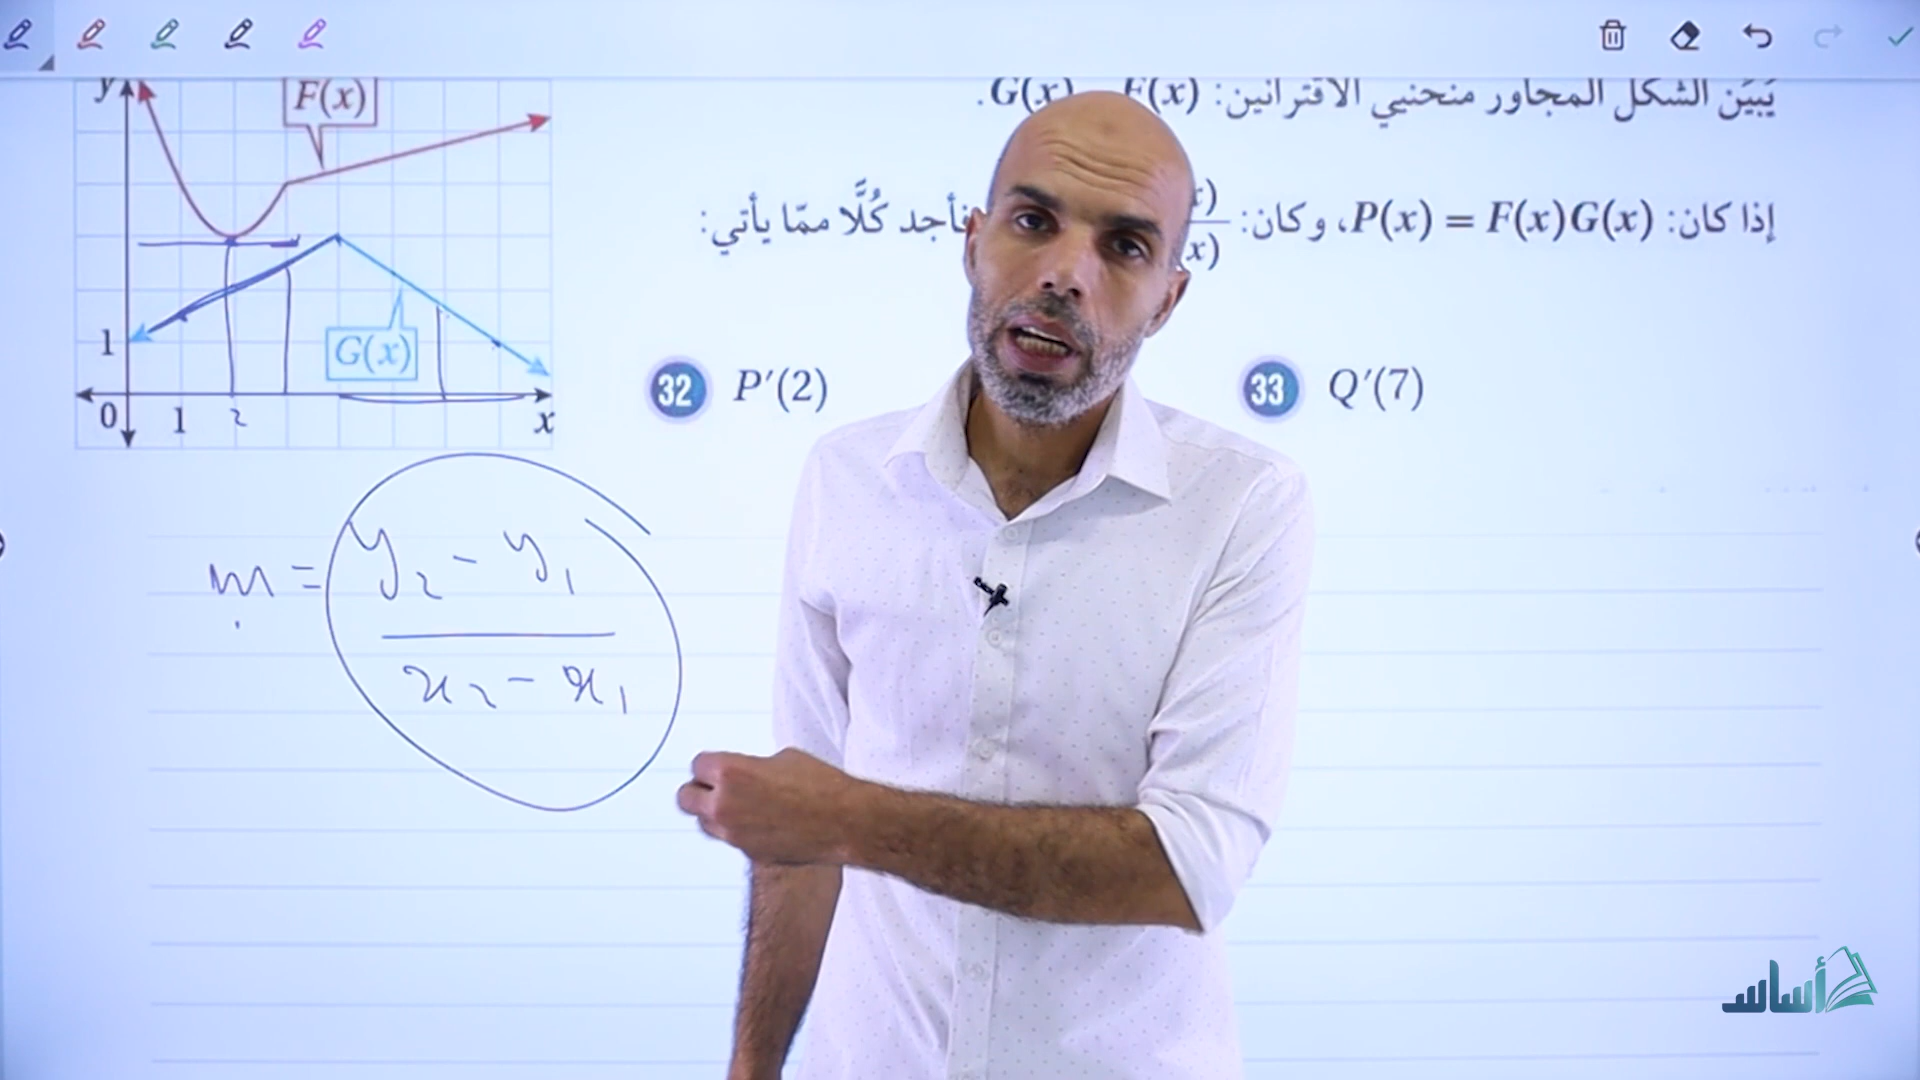 يُبيّن الشكل المجاور منحنيي الاقترانين: F(x) G(x).
إذا كان: P(x) = F(x)G(x)، وكان: x) فأجد كُلًّا ممّا يأتي:
y
F(x)
G(x)
1
0 1 2 x
32 P′(2)
33 Q′(7)
m = y₂ - y₁
x₂ - x₁
أساس